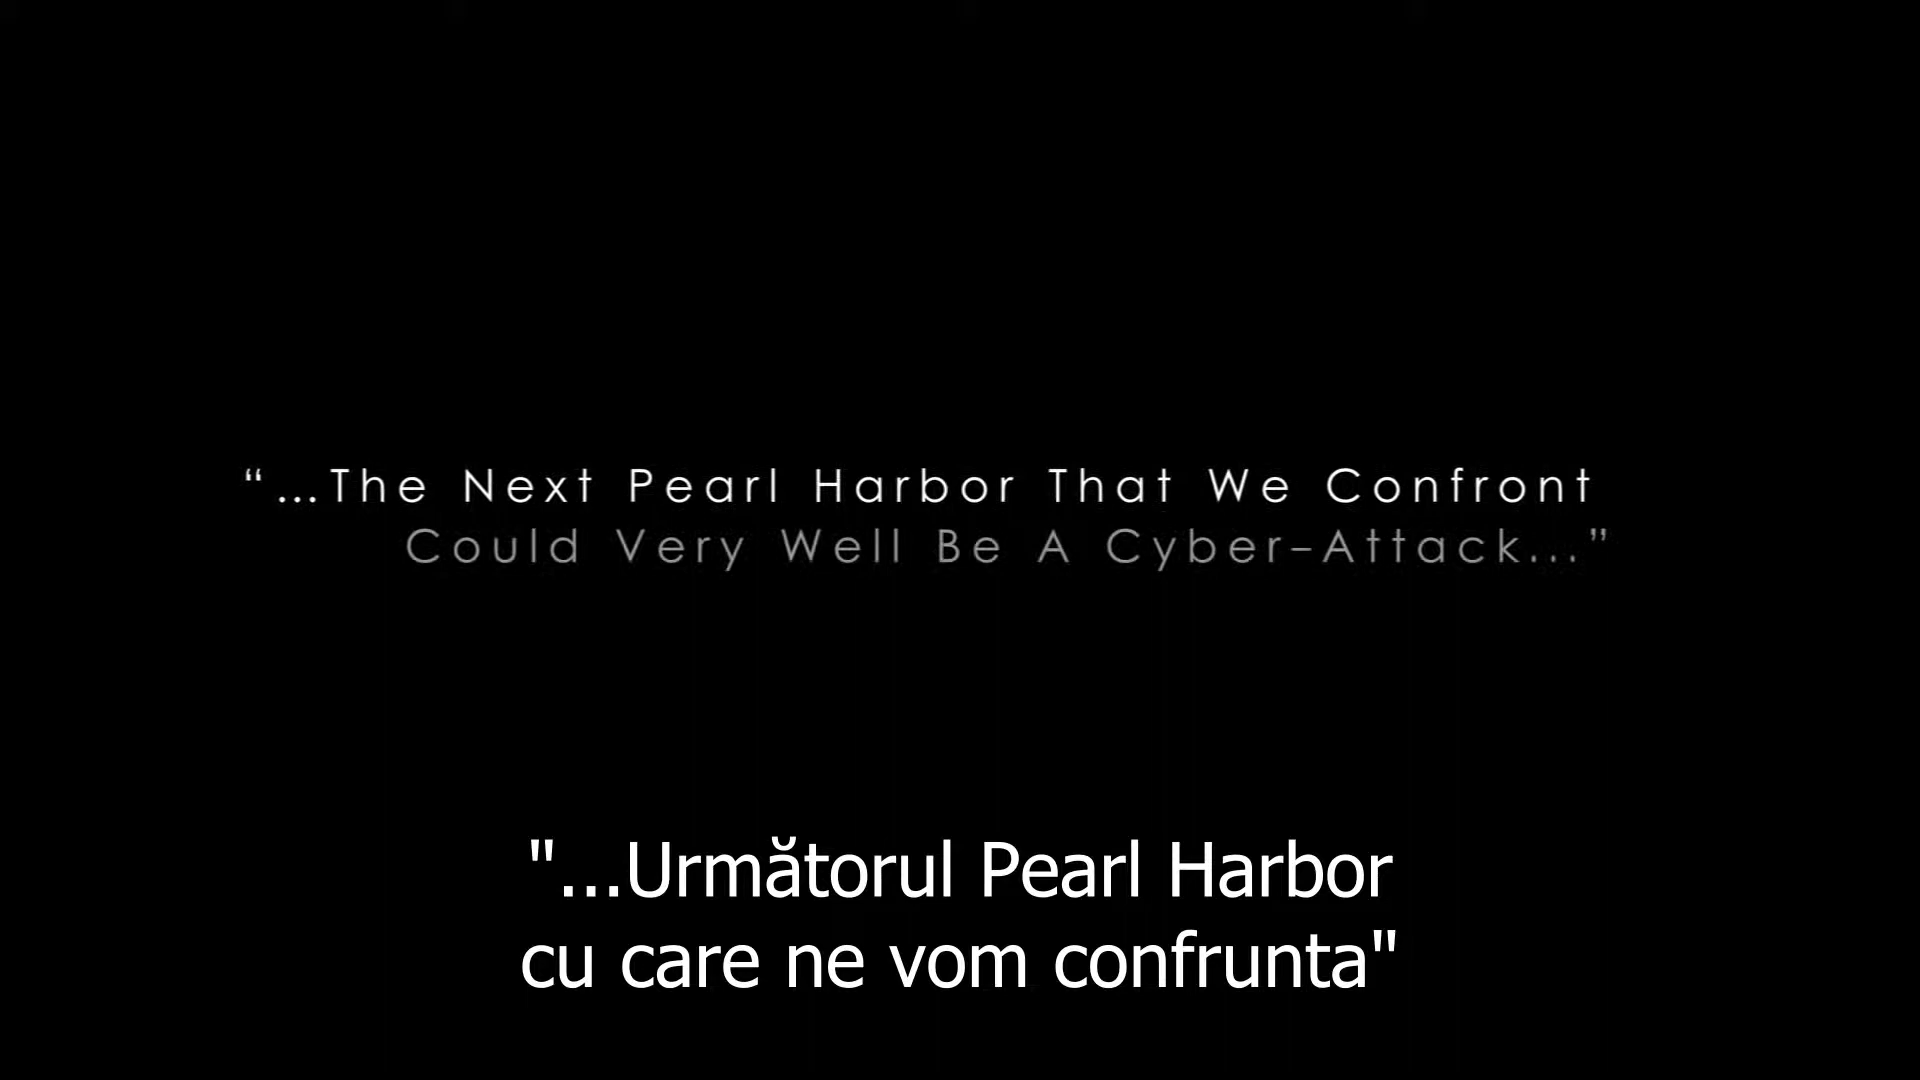 “...The Next Pearl Harbor That We Confront
Could Very Well Be A Cyber-Attack...”
"...Următorul Pearl Harbor
cu care ne vom confrunta"